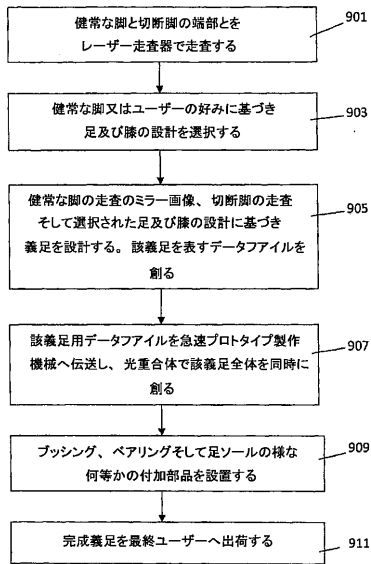 健常な脚と切断脚の端部とを
レーザー走査器で走査する
901
健常な脚又はユーザーの好みに基づき
足及び膝の設計を選択する
903
健常な脚の走査のミラー画像、切断脚の走査
そして選択された足及び膝の設計に基づき
義足を設計する。該義足を表すデータファイルを
創る
905
該義足用データファイルを急速プロトタイプ製作
機械へ伝送し、光重合体で該義足全体を同時に
創る
907
ブッシング、ベアリングそして足ソールの様な
何等かの付加部品を設置する
909
完成義足を最終ユーザーへ出荷する
911